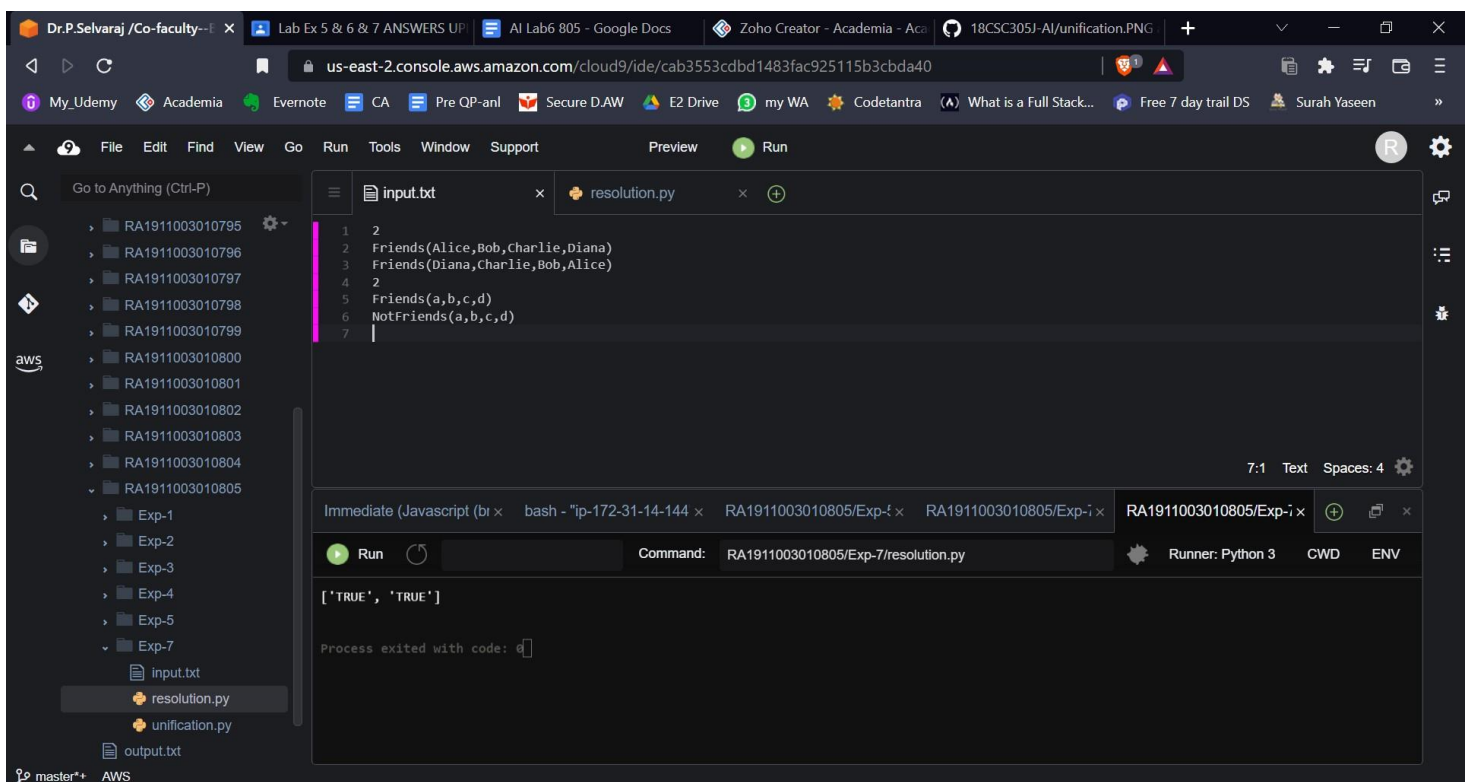 Dr.P.Selvaraj /Co-faculty--E
Lab Ex 5 & 6 & 7 ANSWERS UP
AI Lab6 805 - Google Docs
Zoho Creator - Academia - Aca
18CSC305J-AI/unification.PNG
us-east-2.console.aws.amazon.com/cloud9/ide/cab3553cdbd1483fac925115b3cbda40
My_Udemy Academia Evernote CA Pre QP-anl Secure D.AW E2 Drive my WA Codetantra What is a Full Stack... Free 7 day trail DS Surah Yaseen »
9 File Edit Find View Go Run Tools Window Support Preview Run R
Go to Anything (Ctrl-P)
input.txt
resolution.py
RA1911003010795
RA1911003010796
RA1911003010797
RA1911003010798
RA1911003010799
RA1911003010800
RA1911003010801
RA1911003010802
RA1911003010803
RA1911003010804
RA1911003010805
Exp-1
Exp-2
Exp-3
Exp-4
Exp-5
Exp-7
input.txt
resolution.py
unification.py
output.txt
aws
1 2
2 Friends(Alice,Bob,Charlie,Diana)
3 Friends(Diana,Charlie,Bob,Alice)
4 2
5 Friends(a,b,c,d)
6 NotFriends(a,b,c,d)
7
7:1 Text Spaces: 4
Immediate (Javascript (br
bash - "ip-172-31-14-144
RA1911003010805/Exp-5
RA1911003010805/Exp-7
RA1911003010805/Exp-7
Run Command: RA1911003010805/Exp-7/resolution.py Runner: Python 3 CWD ENV
['TRUE', 'TRUE']
Process exited with code: 0
master*+ AWS